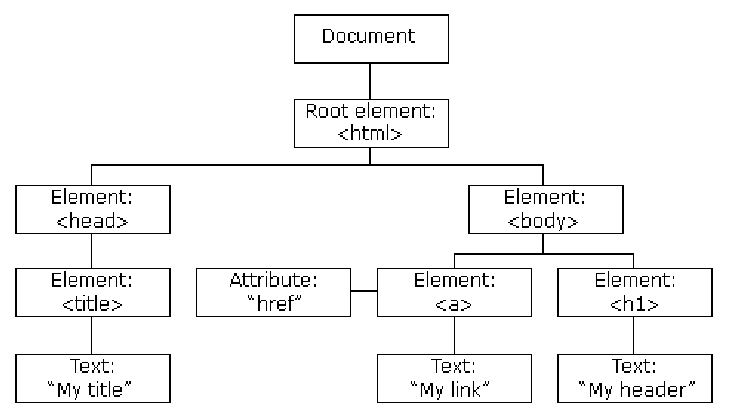 Document
Root element:
<html>
Element:
<head>
Element:
<body>
Element:
<title>
Attribute:
“href”
Element:
<a>
Element:
<h1>
Text:
“My title”
Text:
“My link”
Text:
“My header”